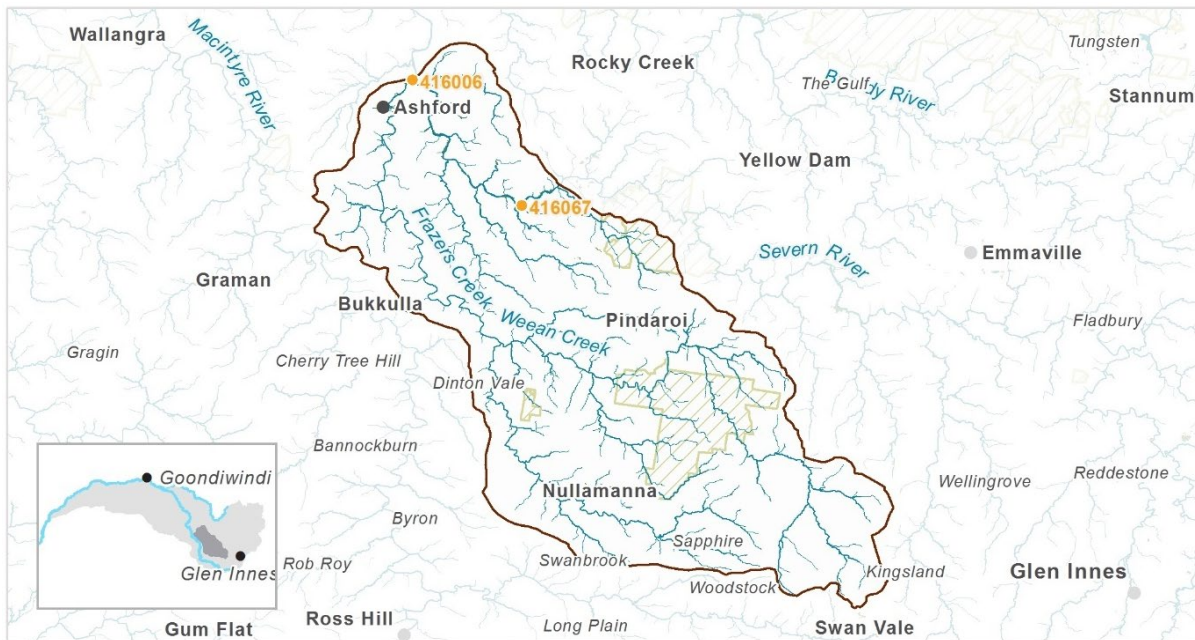 Wallangra
Macintyre River
416006
Ashford
Rocky Creek
The Gulf
Tungsten
Stannum
Yellow Dam
416067
Severn River
Emmaville
Graman
Frazers Creek
Bukkulla
Weean Creek
Pindaroi
Fladbury
Gragin
Cherry Tree Hill
Dinton Vale
Bannockburn
Goondiwindi
Reddestone
Wellingrove
Nullamanna
Byron
Sapphire
Swanbrook
Rob Roy
Glen Innes
Kingsland
Glen Innes
Woodstock
Ross Hill
Long Plain
Swan Vale
Gum Flat